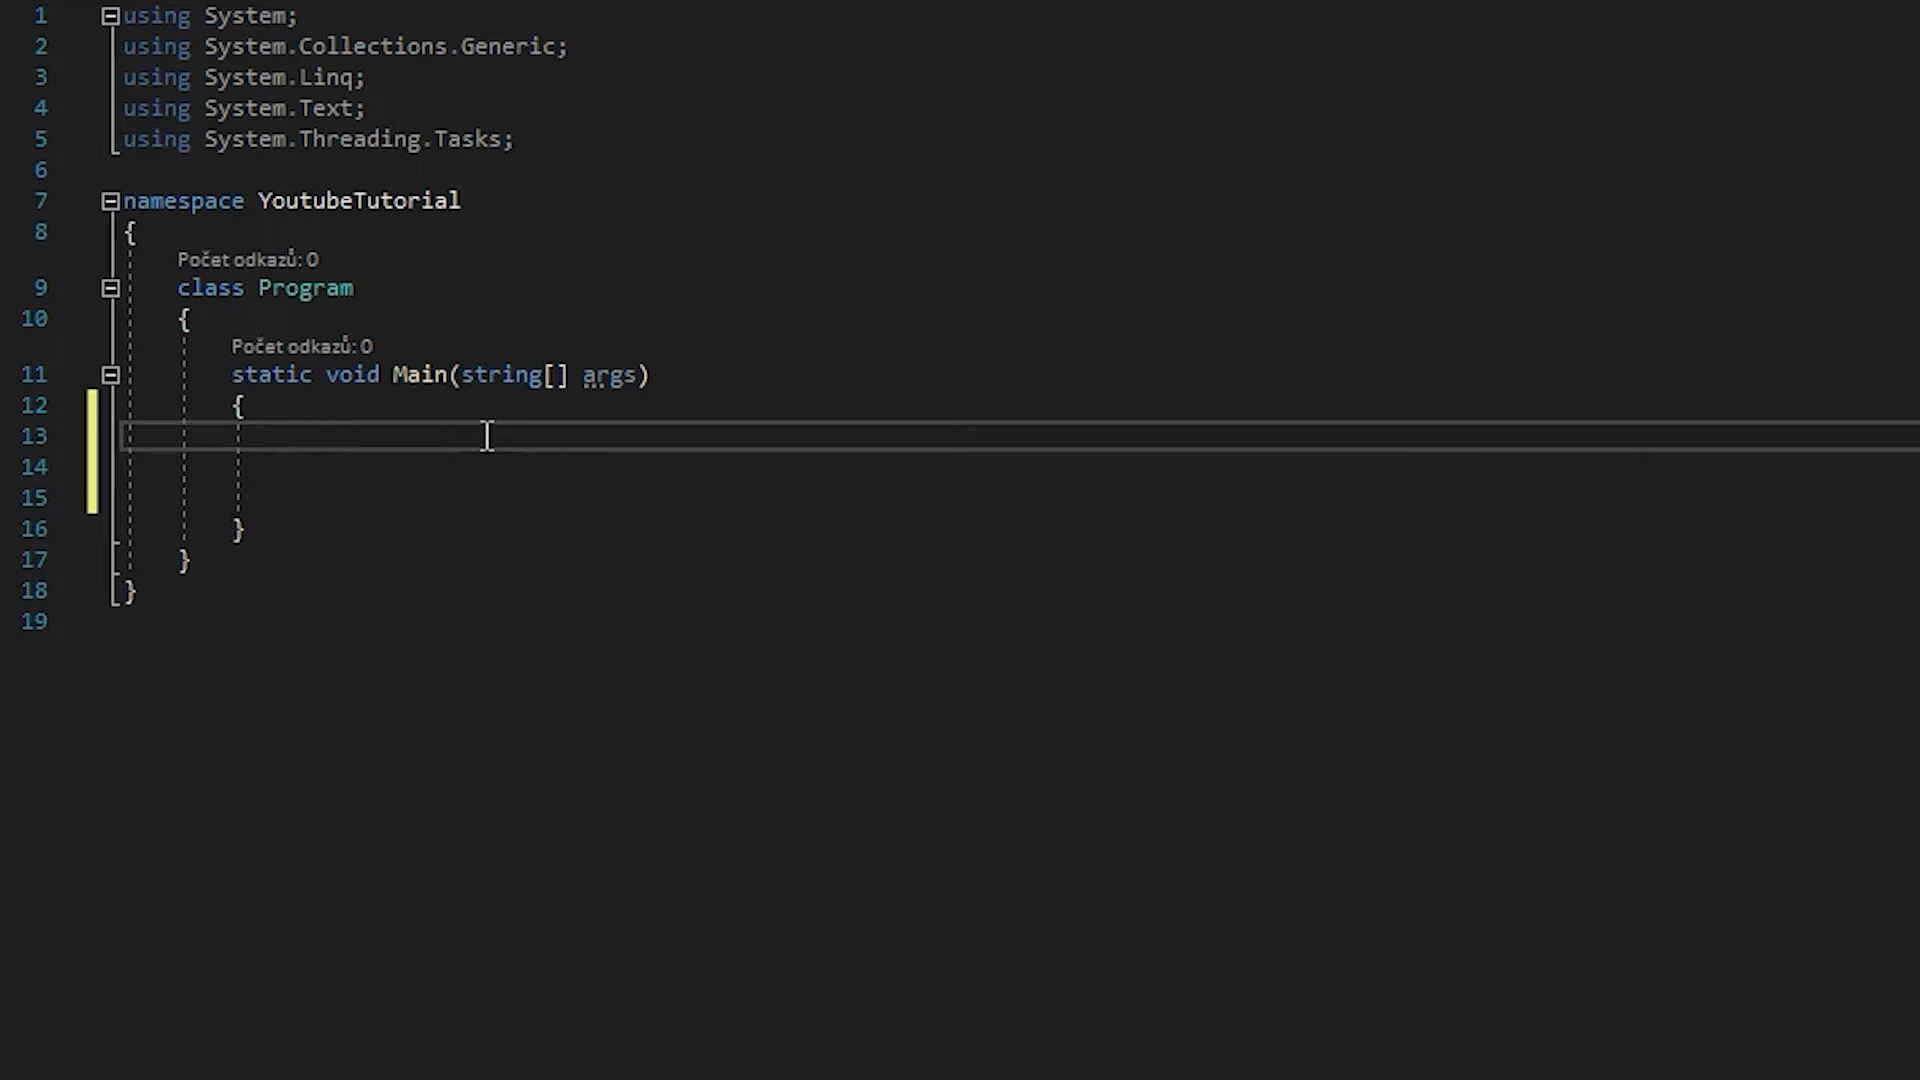 1 using System;
2 using System.Collections.Generic;
3 using System.Linq;
4 using System.Text;
5 using System.Threading.Tasks;
6
7 namespace YoutubeTutorial
8 {
Počet odkazů: 0
9 class Program
10 {
Počet odkazů: 0
11 static void Main(string[] args)
12 {
13
14
15
16 }
17 }
18 }
19